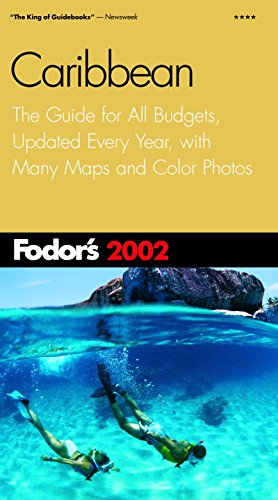 "The King of Guidebooks" — Newsweek
★★★★
Caribbean
The Guide for All Budgets,
Updated Every Year, with
Many Maps and Color Photos
Fodor's 2002